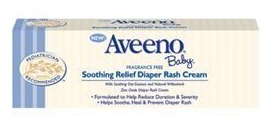 NEW!
Aveeno
Baby
FRAGRANCE FREE
Soothing Relief Diaper Rash Cream
With Soothing Oat Essence and Natural
Zinc Oxide Diaper Rash Cream
• Formulated to Help Reduce Duration & Severity
• Helps Soothe, Heal & Prevent Diaper Rash
PEDIATRICIAN
RECOMMENDED